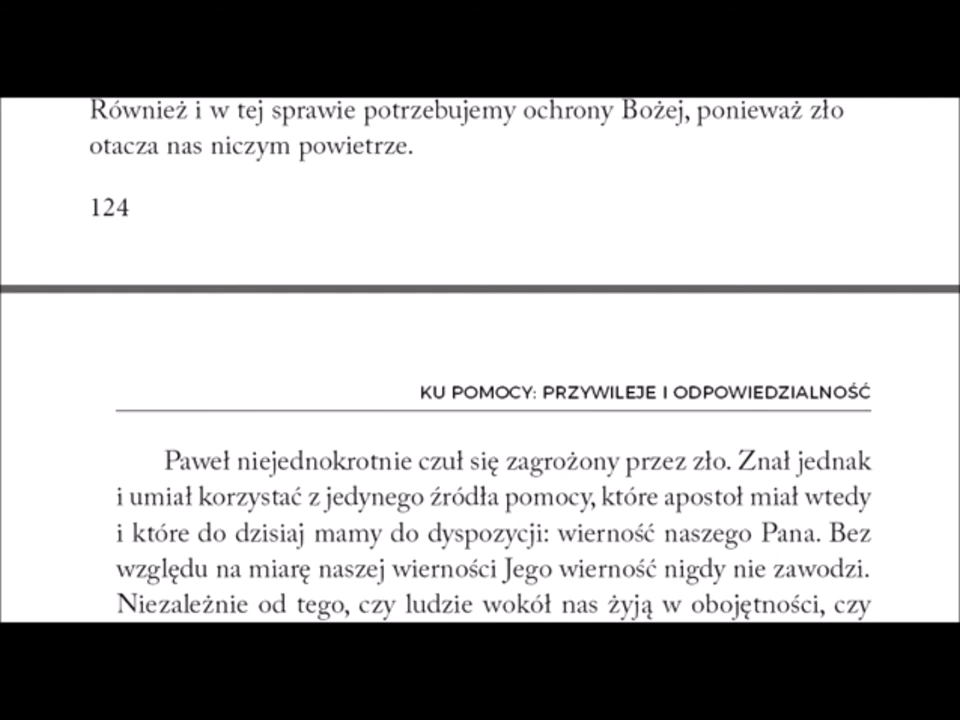 Również i w tej sprawie potrzebujemy ochrony Bożej, ponieważ zło
otacza nas niczym powietrze.
124
KU POMOCY: PRZYWILEJE I ODPOWIEDZIALNOŚĆ
Paweł niejednokrotnie czuł się zagrożony przez zło. Znał jednak
i umiał korzystać z jedynego źródła pomocy, które apostoł miał wtedy
i które do dzisiaj mamy do dyspozycji: wierność naszego Pana. Bez
względu na miarę naszej wierności Jego wierność nigdy nie zawodzi.
Niezależnie od tego, czy ludzie wokół nas żyją w obojętności, czy